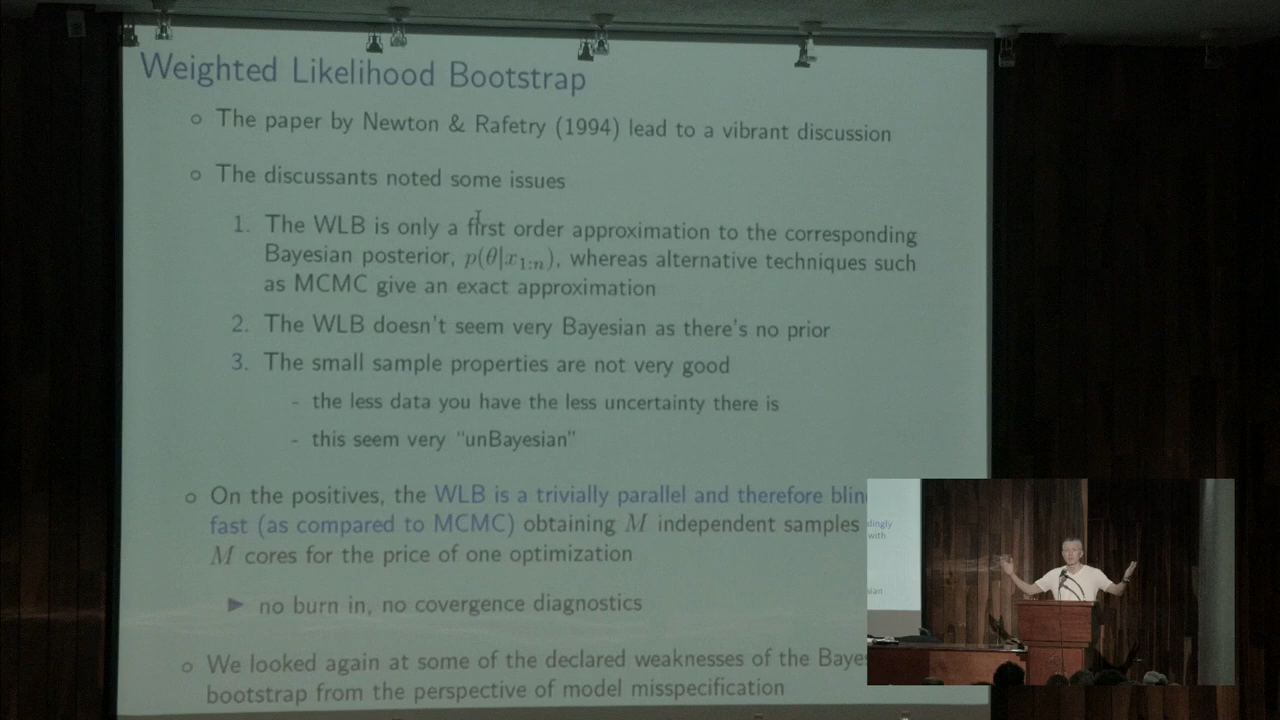 Weighted Likelihood Bootstrap
The paper by Newton & Rafetry (1994) lead to a vibrant discussion
The discussants noted some issues
1. The WLB is only a first order approximation to the corresponding
Bayesian posterior, p(θ|x₁:ₙ), whereas alternative techniques such
as MCMC give an exact approximation
2. The WLB doesn't seem very Bayesian as there's no prior
3. The small sample properties are not very good
- the less data you have the less uncertainty there is
- this seem very "unBayesian"
On the positives, the WLB is a trivially parallel and therefore blin
fast (as compared to MCMC) obtaining M independent samples
M cores for the price of one optimization
▶ no burn in, no covergence diagnostics
We looked again at some of the declared weaknesses of the Baye
bootstrap from the perspective of model misspecification
dingly
with
sian